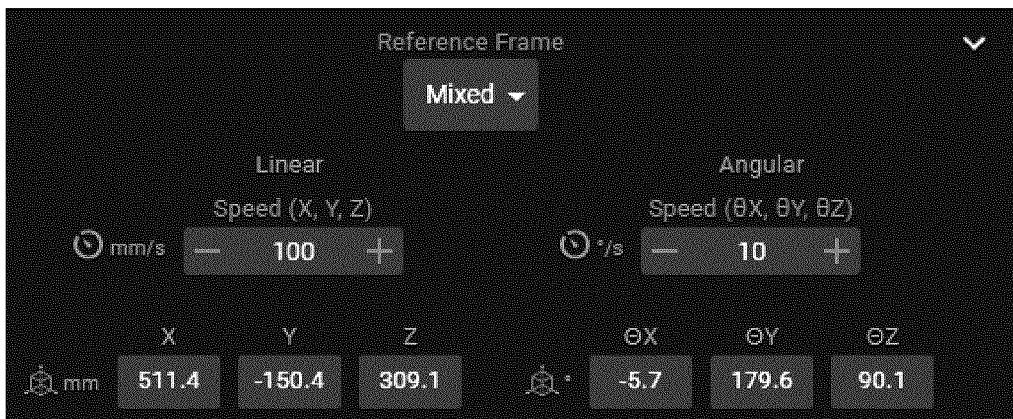 Reference Frame
Mixed
Linear
Angular
Speed (X, Y, Z)
Speed (θX, θY, θZ)
mm/s − 100 +
°/s − 10 +
X Y Z
ΘX ΘY ΘZ
mm 511.4 -150.4 309.1
° -5.7 179.6 90.1